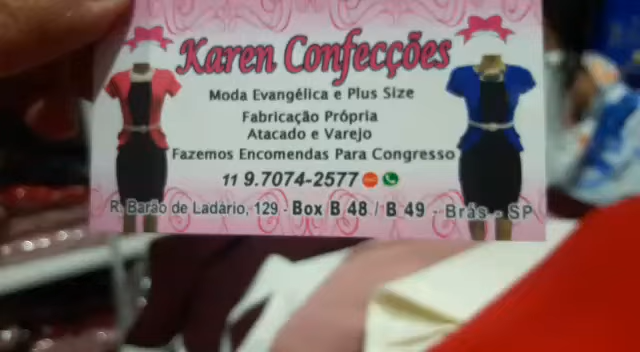 Karen Confecções
Moda Evangélica e Plus Size
Fabricação Própria
Atacado e Varejo
Fazemos Encomendas Para Congresso
11 9.7074-2577
R. Barão de Ladário, 129 - Box B 48 / B 49 - Brás - SP